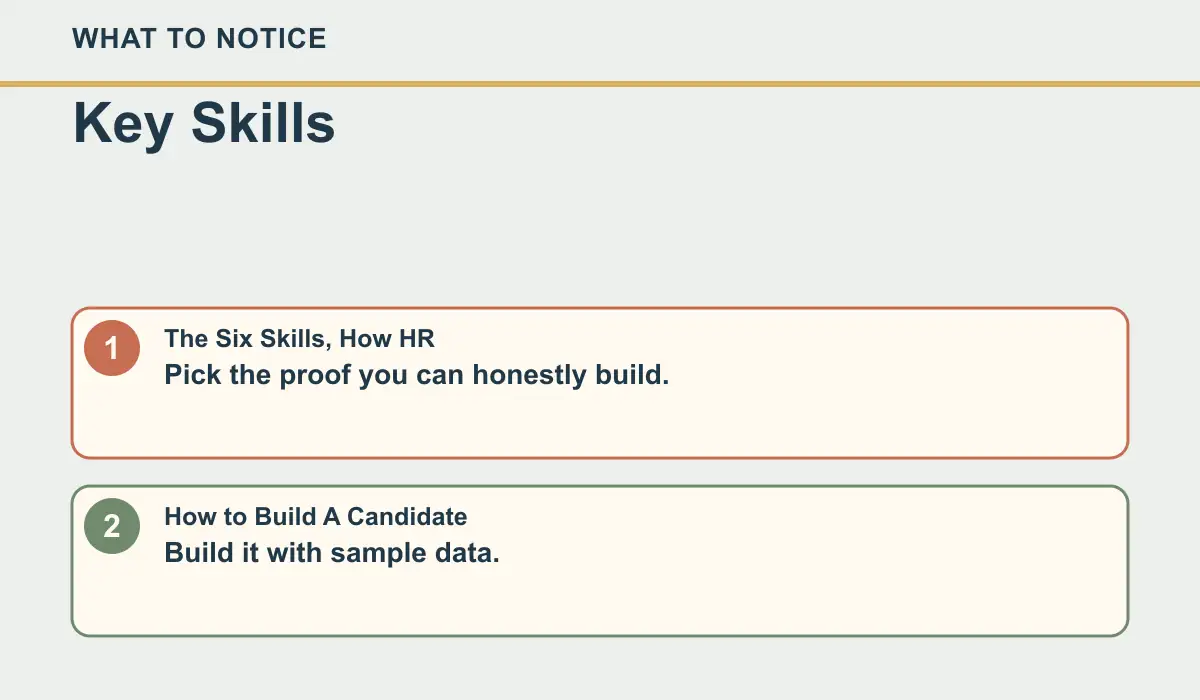 WHAT TO NOTICE
Key Skills
1
The Six Skills, How HR
Pick the proof you can honestly build.
2
How to Build A Candidate
Build it with sample data.